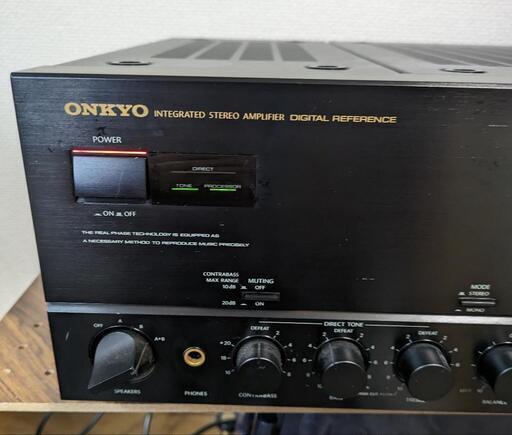 ONKYO INTEGRATED STEREO AMPLIFIER DIGITAL REFERENCE
POWER
DIRECT
TONE PROCESSOR
ON OFF
THE REAL PHASE TECHNOLOGY IS EQUIPPED AS
A NECESSARY METHOD TO REPRODUCE MUSIC PRECISELY
CONTRABASS
MAX RANGE MUTING
10dB OFF
20dB ON
MODE
STEREO
MONO
DIRECT TONE
OFF A B A+B
DEFEAT DEFEAT DEFEAT
+20
18
SPEAKERS PHONES CONTRABASS
BALANCE